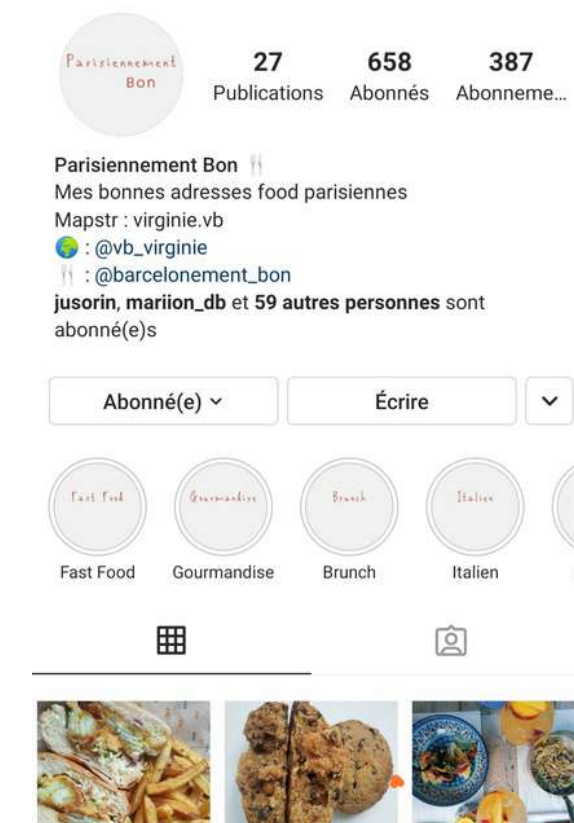 Parisiennement
Bon
27
Publications
658
Abonnés
387
Abonneme...
Parisiennement Bon 🍴
Mes bonnes adresses food parisiennes
Mapstr : virginie.vb
🌍 : @vb_virginie
🍴 : @barcelonement_bon
jusorin, mariion_db et 59 autres personnes sont
abonné(e)s
Abonné(e)
Écrire
Fast Food
Gourmandise
Brunch
Italien
Fast Food
Gourmandise
Brunch
Italien